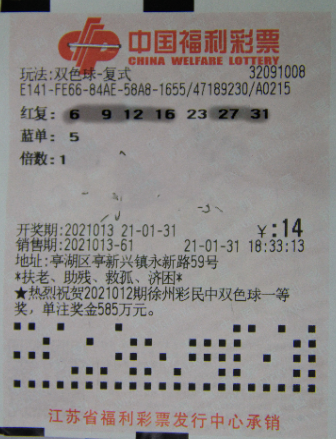 中国福利彩票
CHINA WELFARE LOTTERY
玩法:双色球-复式 32091008
E141-FE66-84AE-58A8-1655/47189230/A0215
红复: 6 9 12 16 23 27 31
蓝单: 5
倍数:1
开奖期:2021013 21-01-31 ¥:14
销售期:2021013-61 21-01-31 18:33:13
地址:亭湖区亭新兴镇永新路59号
*扶老、助残、救孤、济困*
★热烈祝贺2021012期徐州彩民中双色球一等
奖,单注奖金585万元。
江苏省福利彩票发行中心承销